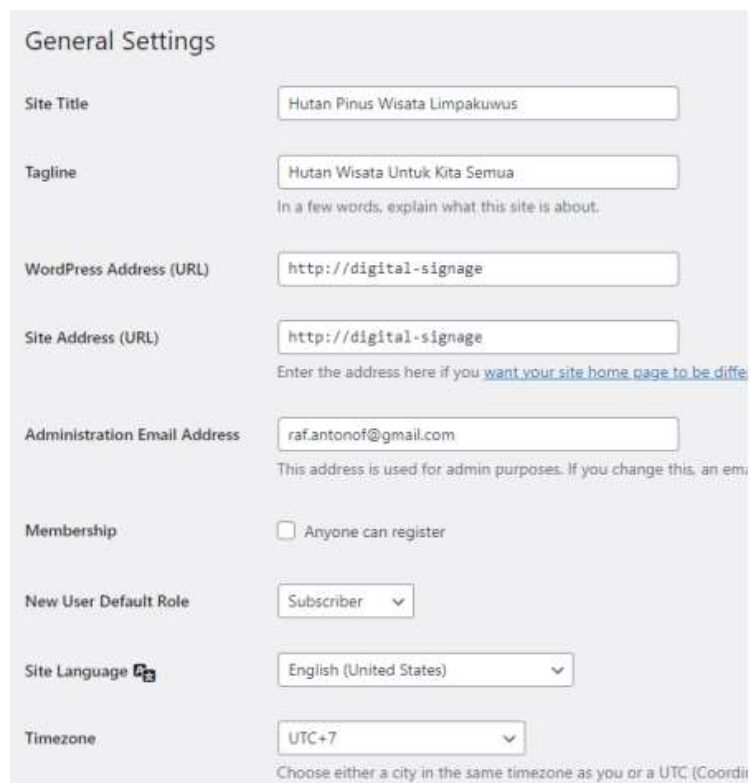 General Settings
Site Title
Hutan Pinus Wisata Limpakuwus
Tagline
Hutan Wisata Untuk Kita Semua
In a few words, explain what this site is about.
WordPress Address (URL)
http://digital-signage
Site Address (URL)
http://digital-signage
Enter the address here if you want your site home page to be diffe
Administration Email Address
raf.antonof@gmail.com
This address is used for admin purposes. If you change this, an ema
Membership
Anyone can register
New User Default Role
Subscriber
Site Language
English (United States)
Timezone
UTC+7
Choose either a city in the same timezone as you or a UTC (Coordi